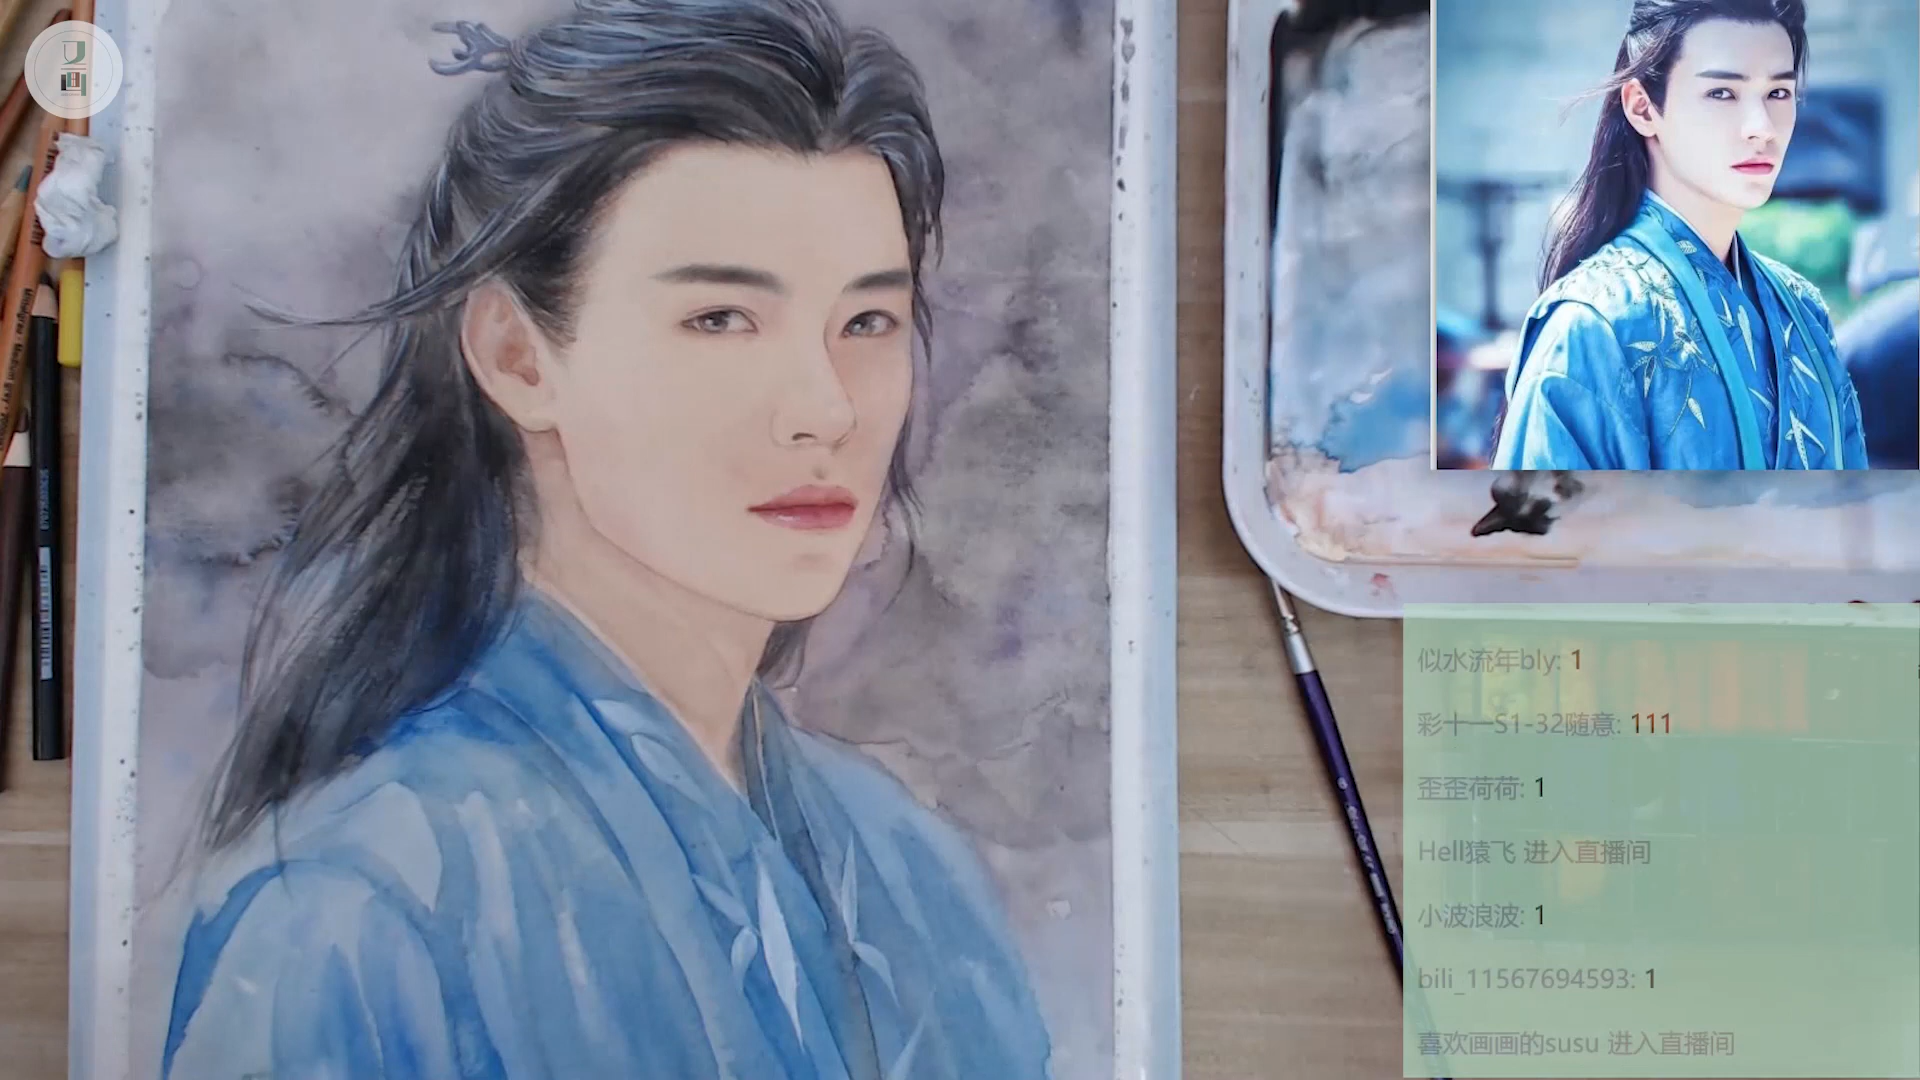 似水流年bly: 1
彩十一S1-32随意: 111
歪歪荷荷: 1
Hell猿飞 进入直播间
小波浪波: 1
bili_11567694593: 1
喜欢画画的susu 进入直播间